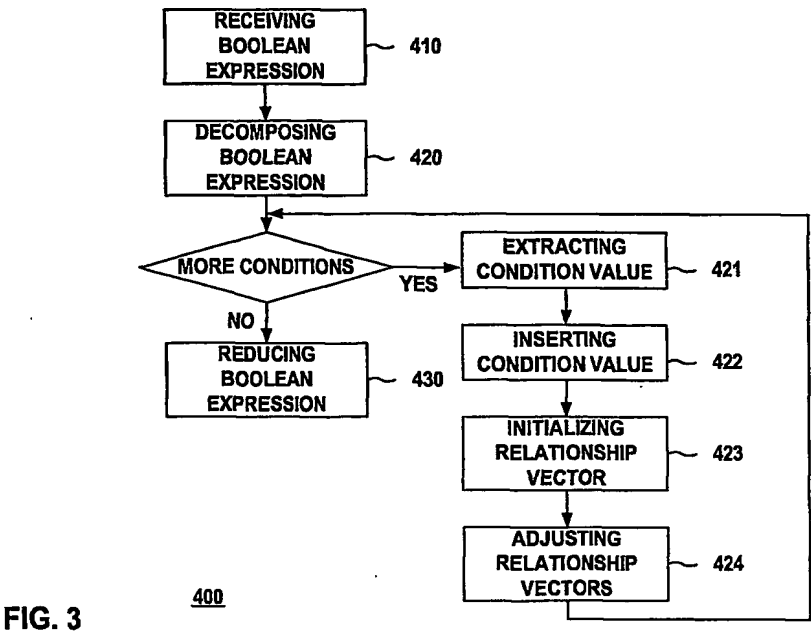 RECEIVING
BOOLEAN
EXPRESSION
410
DECOMPOSING
BOOLEAN
EXPRESSION
420
MORE CONDITIONS
YES
NO
EXTRACTING
CONDITION VALUE
421
INSERTING
CONDITION VALUE
422
INITIALIZING
RELATIONSHIP
VECTOR
423
ADJUSTING
RELATIONSHIP
VECTORS
424
REDUCING
BOOLEAN
EXPRESSION
430
400
FIG. 3